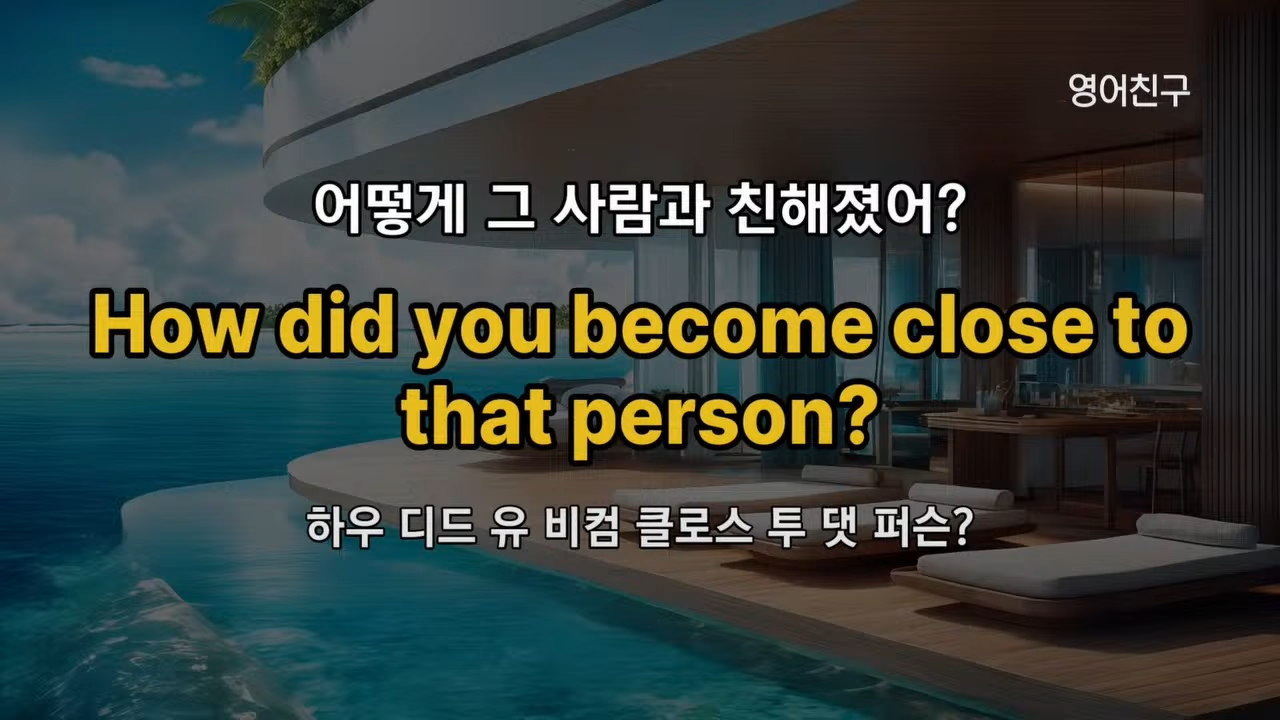 영어친구
어떻게 그 사람과 친해졌어?
How did you become close to
that person?
하우 디드 유 비컴 클로스 투 댓 퍼슨?